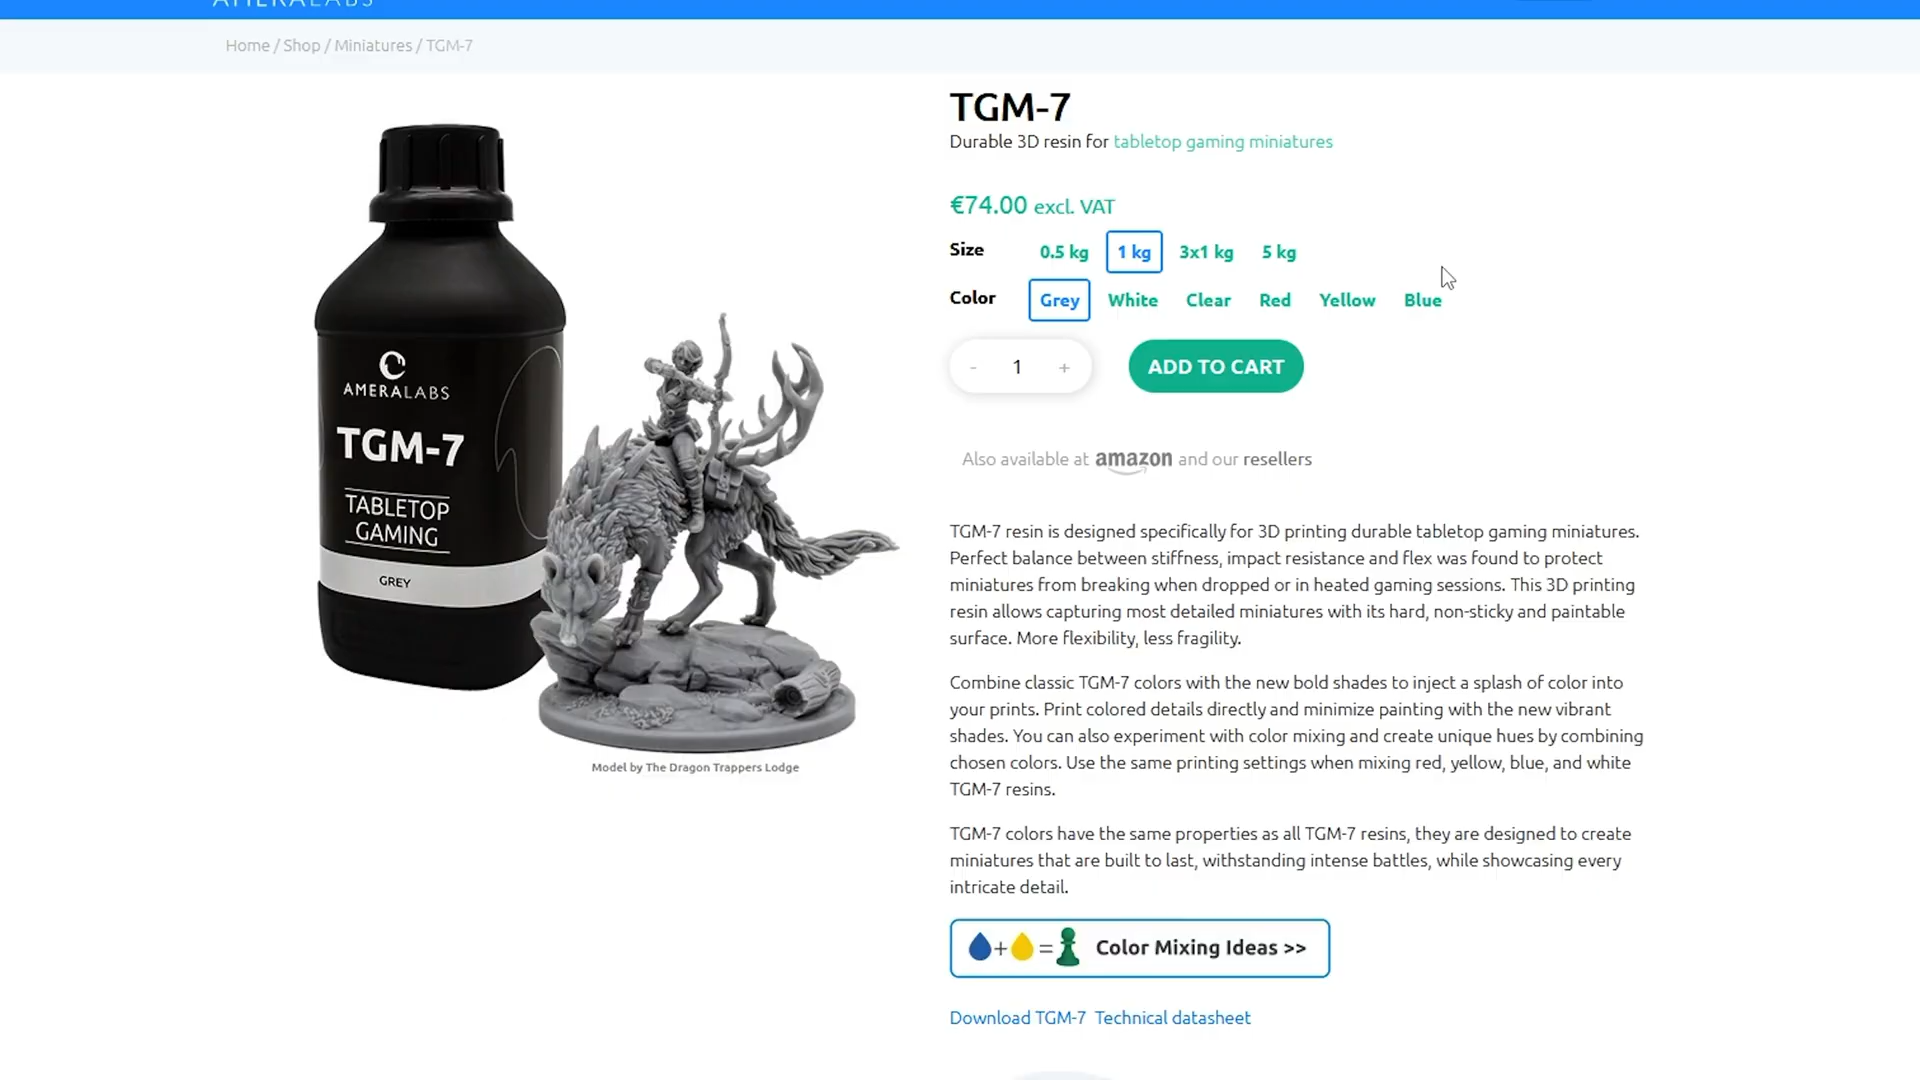 AMERALABS
Home / Shop / Miniatures / TGM-7
TGM-7
Durable 3D resin for tabletop gaming miniatures
€74.00 excl. VAT
Size 0.5 kg 1 kg 3x1 kg 5 kg
Color Grey White Clear Red Yellow Blue
- 1 +
ADD TO CART
Also available at amazon and our resellers
AMERALABS
TGM-7
TABLETOP
GAMING
GREY
Model by The Dragon Trappers Lodge
TGM-7 resin is designed specifically for 3D printing durable tabletop gaming miniatures.
Perfect balance between stiffness, impact resistance and flex was found to protect
miniatures from breaking when dropped or in heated gaming sessions. This 3D printing
resin allows capturing most detailed miniatures with its hard, non-sticky and paintable
surface. More flexibility, less fragility.
Combine classic TGM-7 colors with the new bold shades to inject a splash of color into
your prints. Print colored details directly and minimize painting with the new vibrant
shades. You can also experiment with color mixing and create unique hues by combining
chosen colors. Use the same printing settings when mixing red, yellow, blue, and white
TGM-7 resins.
TGM-7 colors have the same properties as all TGM-7 resins, they are designed to create
miniatures that are built to last, withstanding intense battles, while showcasing every
intricate detail.
+ = Color Mixing Ideas >>
Download TGM-7 Technical datasheet